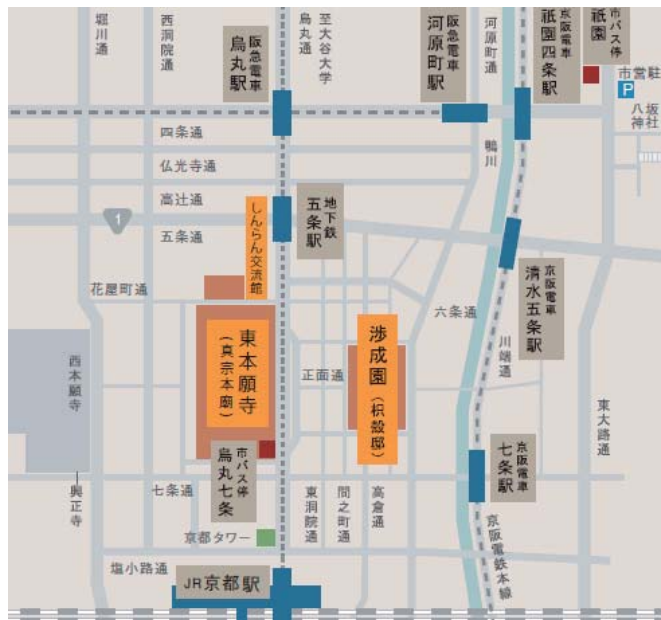 堀川通
西洞院通
阪急電車
烏丸駅
烏丸通
至大谷大学
阪急電車
河原町駅
河原町通
京阪電車
祇園四条駅
市バス停
祇園
市営駐
P
八坂
神社
四条通
仏光寺通
高辻通
1
五条通
しんらん交流館
地下鉄
五条駅
鴨川
京阪電車
清水五条駅
花屋町通
六条通
川端通
東本願寺
(真宗本廟)
正面通
渉成園(枳殻邸)
西本願寺
東大路通
市バス停
烏丸七条
京阪電車
七条駅
興正寺
七条通
東洞院通
間之町通
高倉通
京都タワー
京阪電鉄本線
塩小路通
JR京都駅